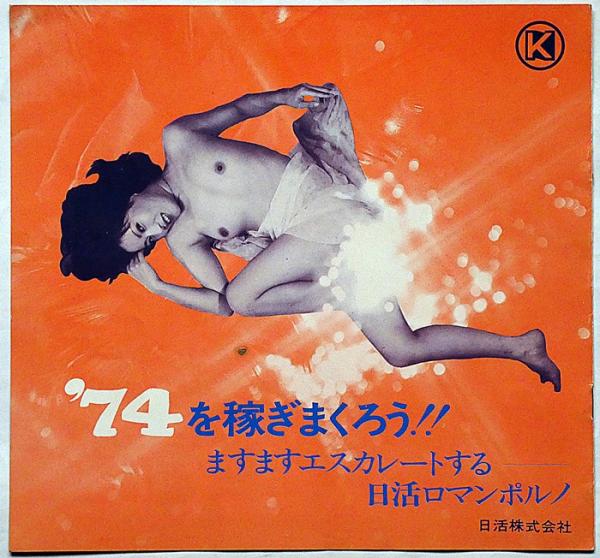 K
'74を稼ぎまくろう!!
ますますエスカレートする──
日活ロマンポルノ
日活株式会社